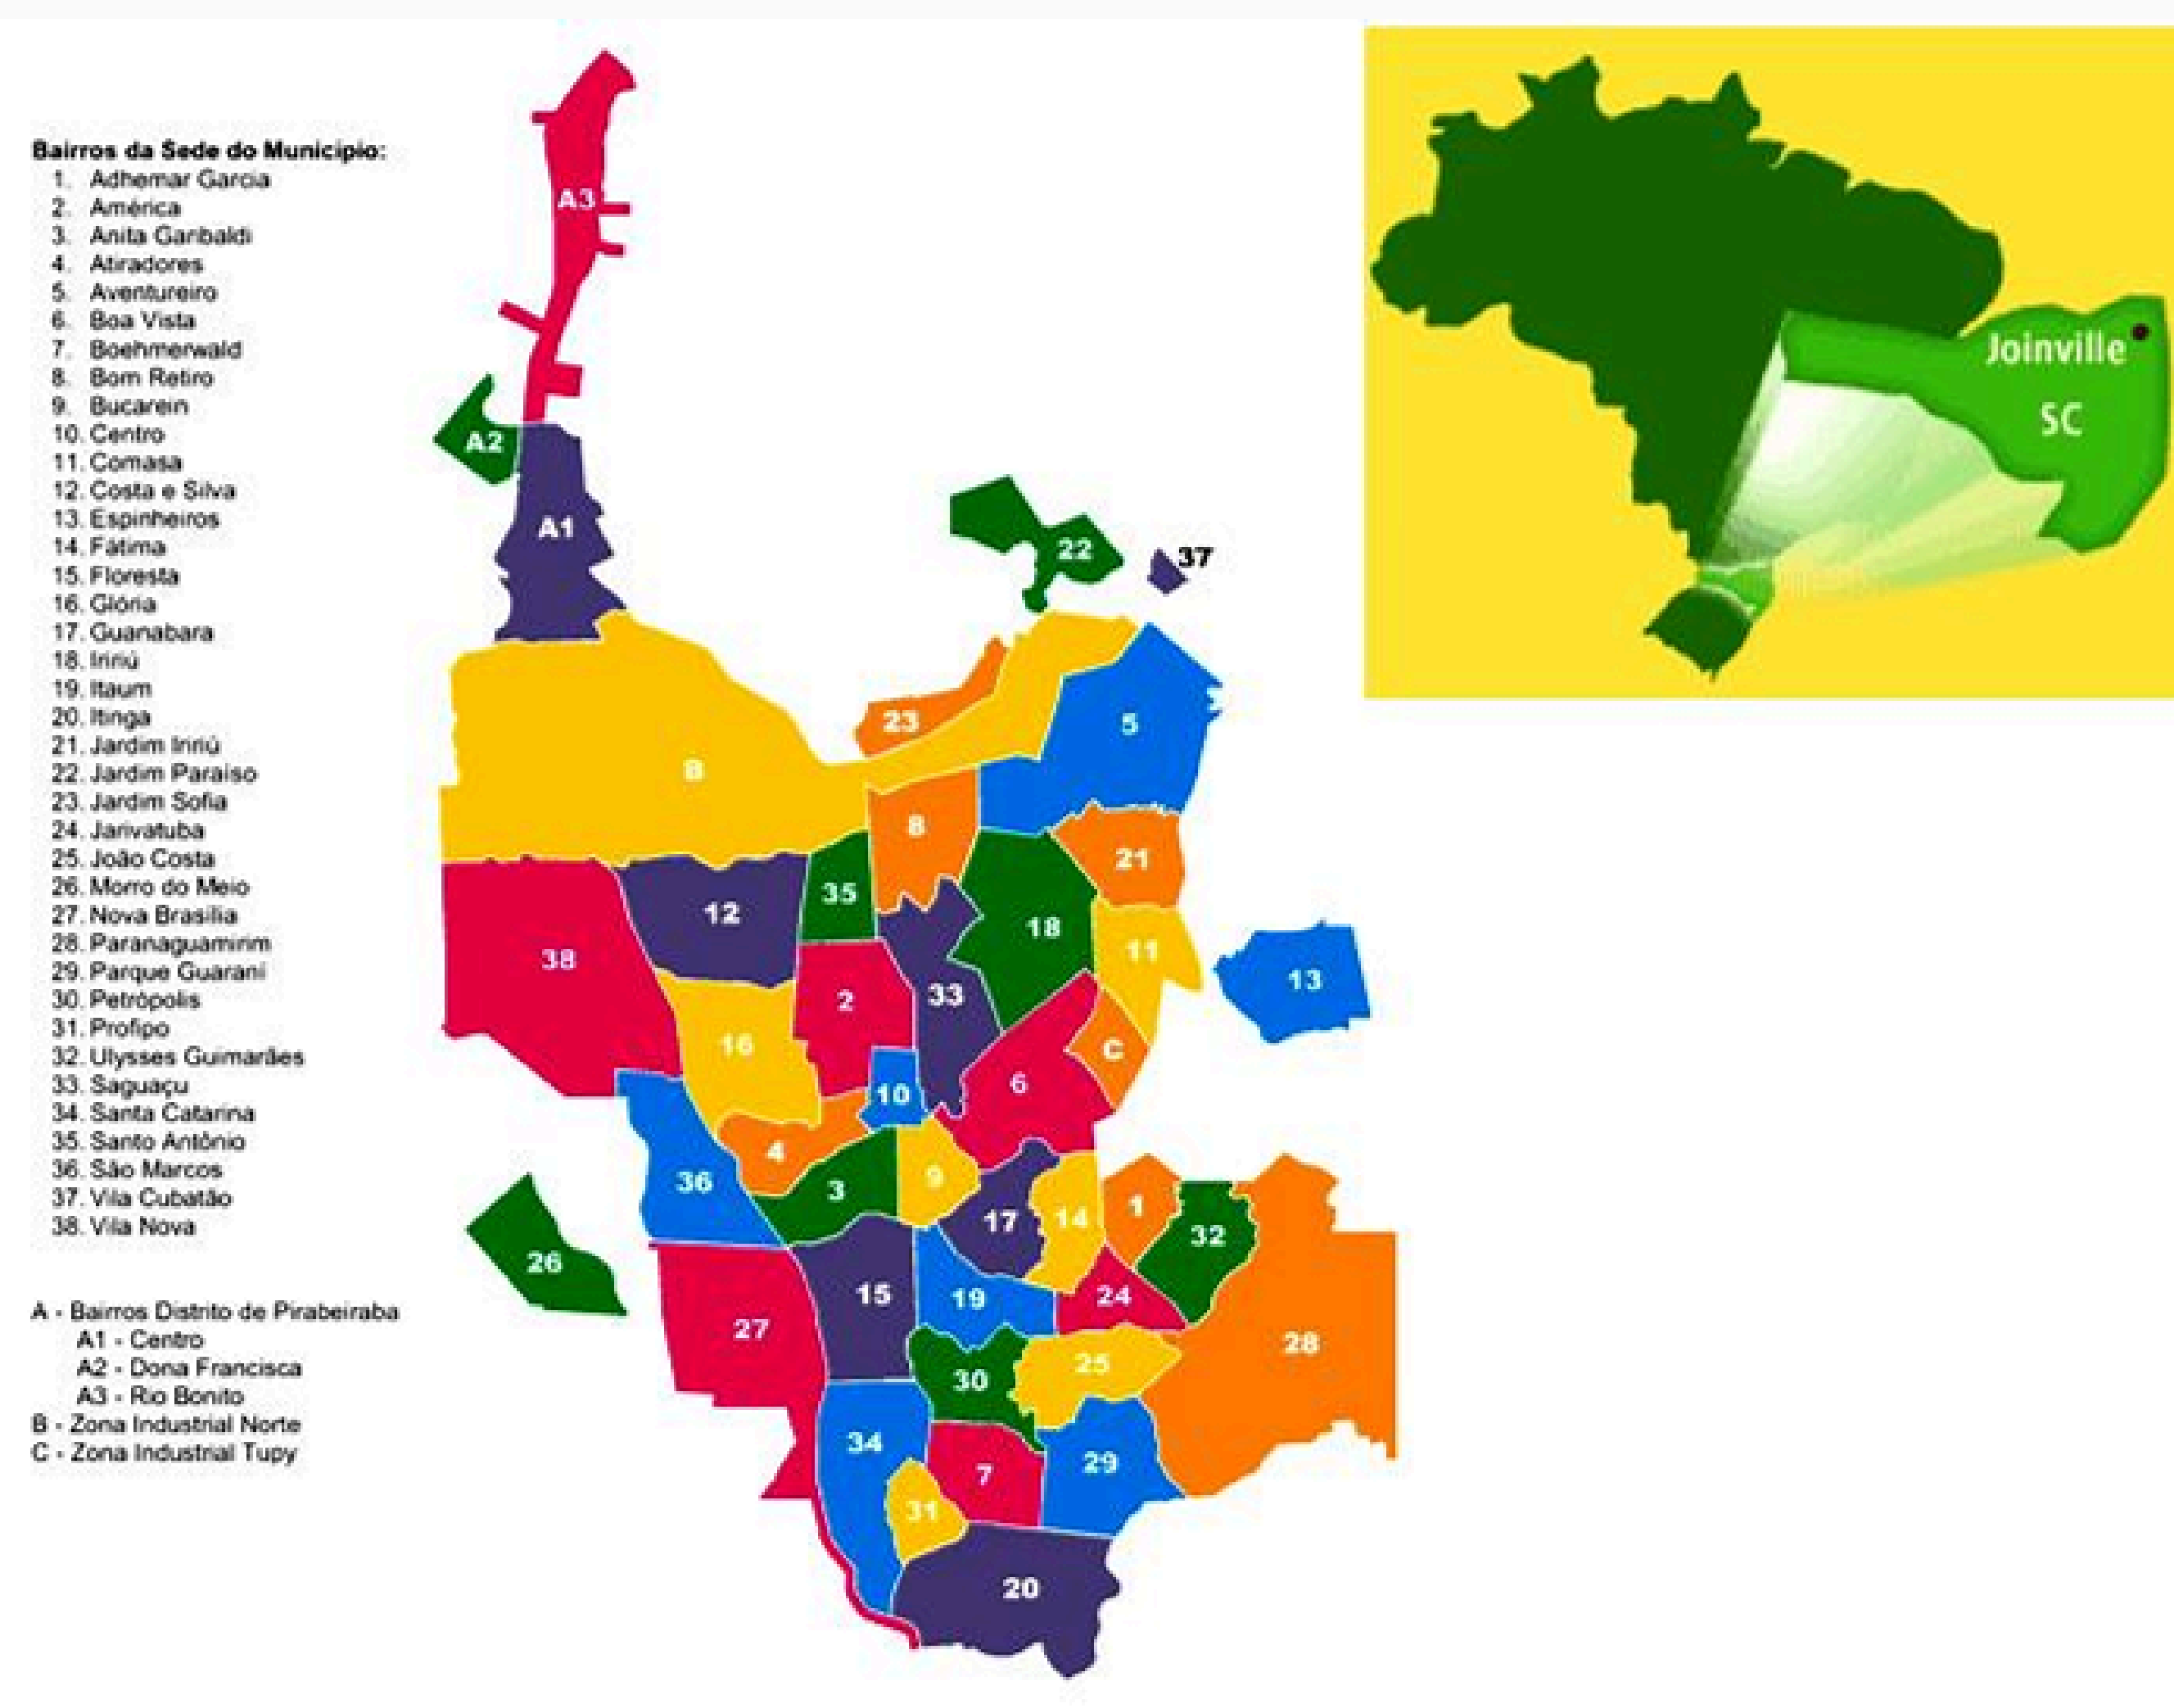 Bairros da Sede do Município:
1. Adhemar Garcia
2. América
3. Anita Garibaldi
4. Atiradores
5. Aventureiro
6. Boa Vista
7. Boehmerwald
8. Bom Retiro
9. Bucarein
10. Centro
11. Comasa
12. Costa e Silva
13. Espinheiros
14. Fátima
15. Floresta
16. Glória
17. Guanabara
18. Iririú
19. Itaum
20. Itinga
21. Jardim Iririú
22. Jardim Paraíso
23. Jardim Sofia
24. Jarivatuba
25. João Costa
26. Morro do Meio
27. Nova Brasília
28. Paranaguamirim
29. Parque Guarani
30. Petrópolis
31. Profipo
32. Ulysses Guimarães
33. Saguaçu
34. Santa Catarina
35. Santo Antônio
36. São Marcos
37. Vila Cubatão
38. Vila Nova
A - Bairros Distrito de Pirabeiraba
A1 - Centro
A2 - Dona Francisca
A3 - Rio Bonito
B - Zona Industrial Norte
C - Zona Industrial Tupy
A3
A2
A1
22
37
23
5
B
8
21
35
12
18
11
38
13
33
2
16
C
6
10
4
9
36
3
1
17
14
32
26
15
19
24
27
28
25
30
34
29
7
31
20
Joinville
SC